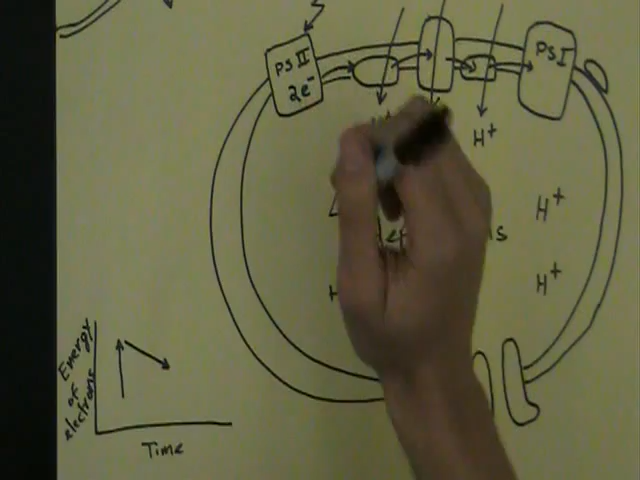 PS II
2e⁻
PS I
H⁺
H⁺
H⁺
Energy
of
electrons
Time